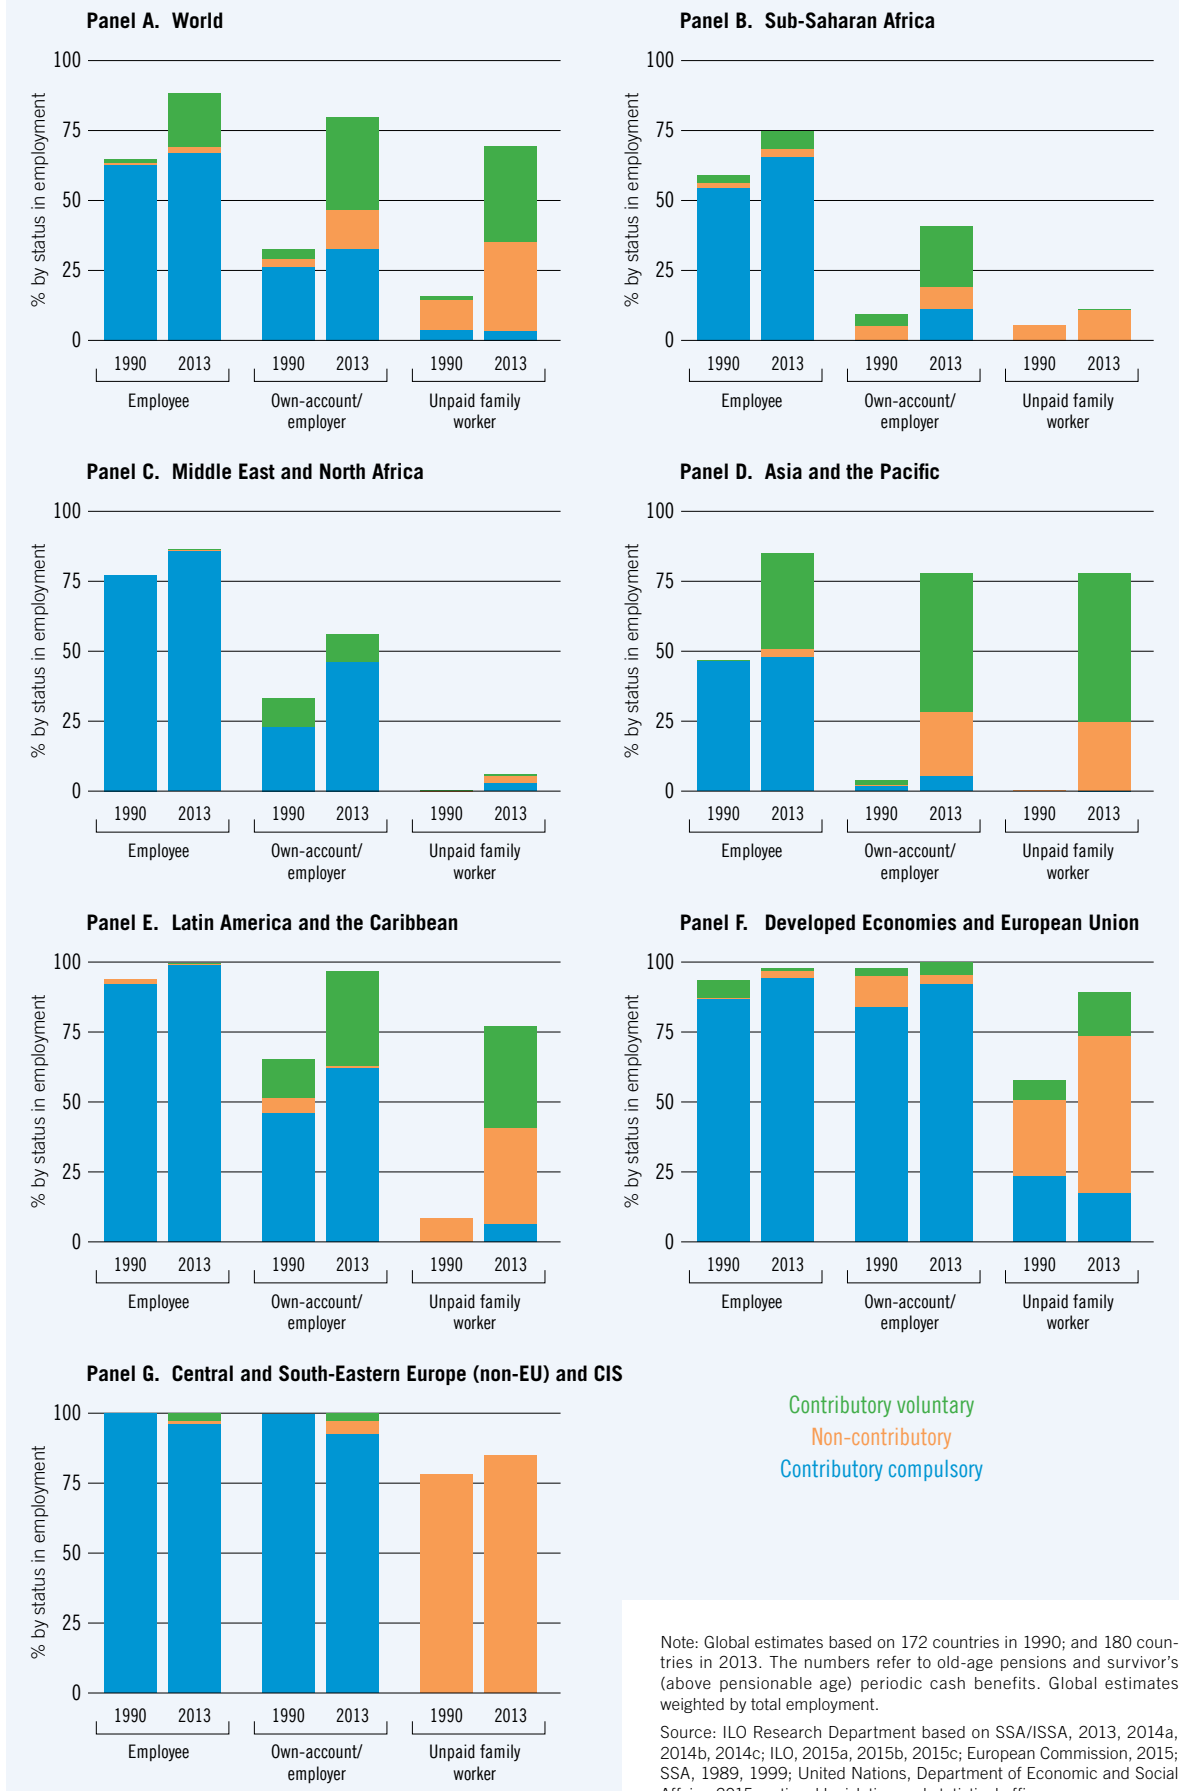 Panel A. World
100
75
50
25
0
% by status in employment
1990 2013 1990 2013 1990 2013
Employee Own-account/ employer Unpaid family worker
Panel B. Sub-Saharan Africa
100
75
50
25
0
% by status in employment
1990 2013 1990 2013 1990 2013
Employee Own-account/ employer Unpaid family worker
Panel C. Middle East and North Africa
100
75
50
25
0
% by status in employment
1990 2013 1990 2013 1990 2013
Employee Own-account/ employer Unpaid family worker
Panel D. Asia and the Pacific
100
75
50
25
0
% by status in employment
1990 2013 1990 2013 1990 2013
Employee Own-account/ employer Unpaid family worker
Panel E. Latin America and the Caribbean
100
75
50
25
0
% by status in employment
1990 2013 1990 2013 1990 2013
Employee Own-account/ employer Unpaid family worker
Panel F. Developed Economies and European Union
100
75
50
25
0
% by status in employment
1990 2013 1990 2013 1990 2013
Employee Own-account/ employer Unpaid family worker
Panel G. Central and South-Eastern Europe (non-EU) and CIS
100
75
50
25
0
% by status in employment
1990 2013 1990 2013 1990 2013
Employee Own-account/ employer Unpaid family worker
Contributory voluntary
Non-contributory
Contributory compulsory
Note: Global estimates based on 172 countries in 1990; and 180 coun-
tries in 2013. The numbers refer to old-age pensions and survivor's
(above pensionable age) periodic cash benefits. Global estimates
weighted by total employment.
Source: ILO Research Department based on SSA/ISSA, 2013, 2014a,
2014b, 2014c; ILO, 2015a, 2015b, 2015c; European Commission, 2015;
SSA, 1989, 1999; United Nations, Department of Economic and Social